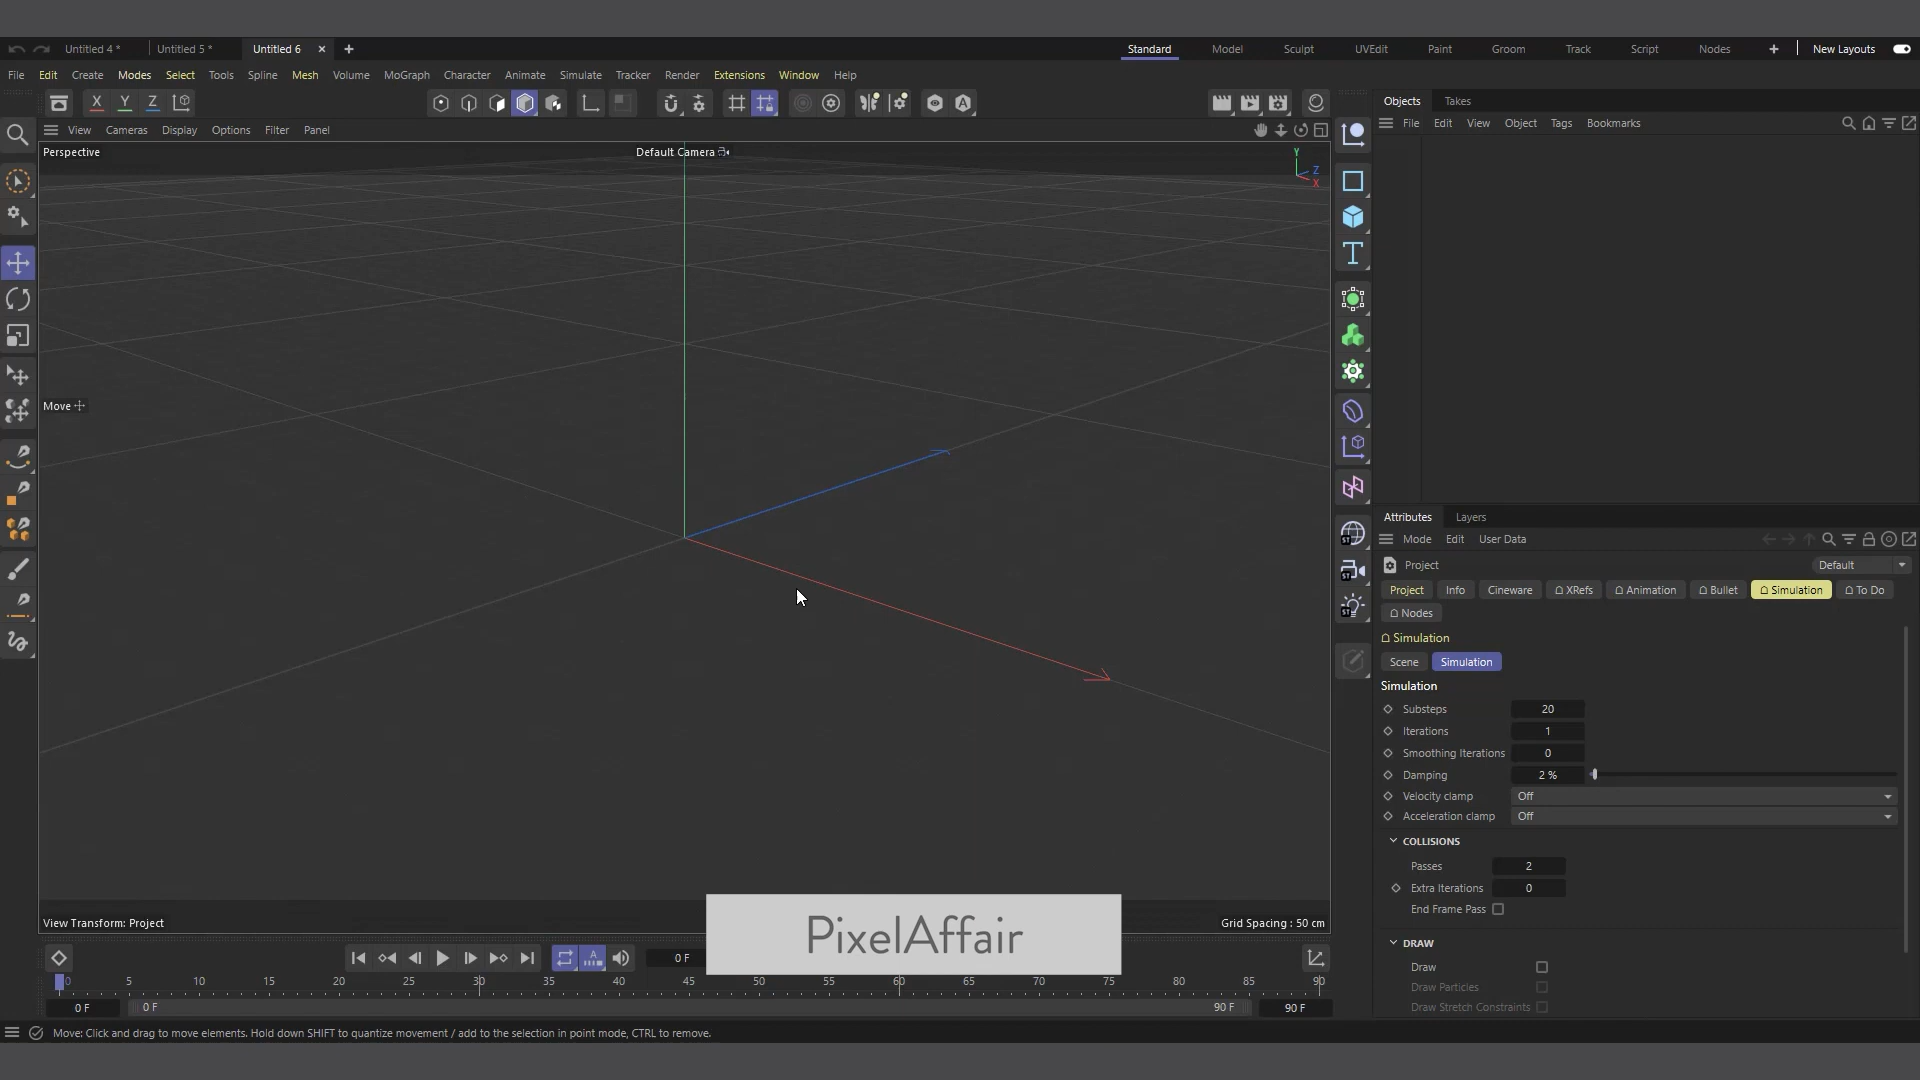 Untitled 4 * Untitled 5 * Untitled 6 Standard Model Sculpt UVEdit Paint Groom Track Script Nodes New Layouts
File Edit Create Modes Select Tools Spline Mesh Volume MoGraph Character Animate Simulate Tracker Render Extensions Window Help
X Y Z
Objects Takes
File Edit View Object Tags Bookmarks
View Cameras Display Options Filter Panel
Perspective Default Camera
Y
Z
X
Move
Attributes Layers
Mode Edit User Data
Project Default
Project Info Cineware XRefs Animation Bullet Simulation To Do
Nodes
Simulation
Scene Simulation
Simulation
Substeps 20
Iterations 1
Smoothing Iterations 0
Damping 2 %
Velocity clamp Off
Acceleration clamp Off
COLLISIONS
Passes 2
Extra Iterations 0
End Frame Pass
DRAW
Draw
Draw Particles
Draw Stretch Constraints
View Transform: Project Grid Spacing : 50 cm
PixelAffair
0 F
0 5 10 15 20 25 30 35 40 45 50 55 60 65 70 75 80 85 90
0 F 0 F 90 F 90 F
Move: Click and drag to move elements. Hold down SHIFT to quantize movement / add to the selection in point mode, CTRL to remove.